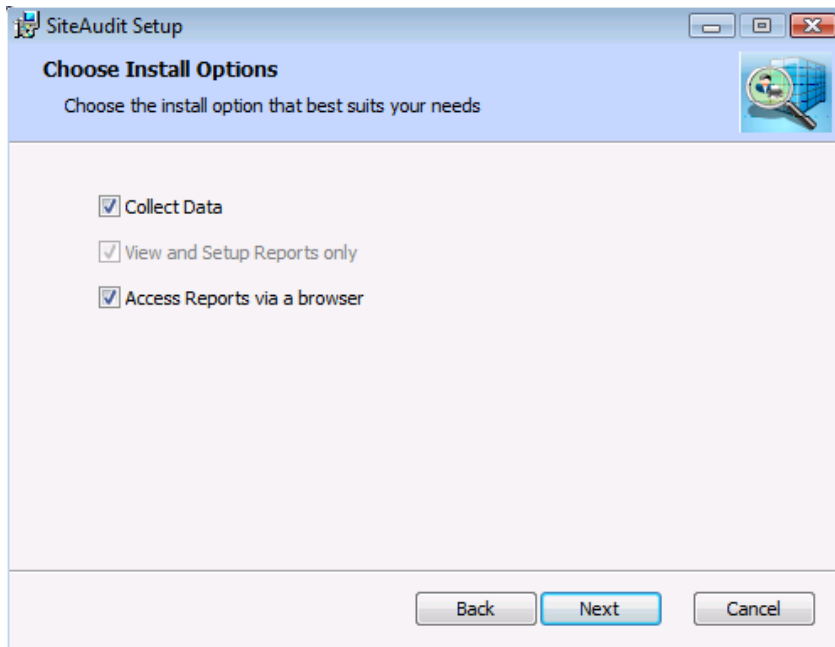 SiteAudit Setup
Choose Install Options
Choose the install option that best suits your needs
Collect Data
View and Setup Reports only
Access Reports via a browser
Back Next Cancel